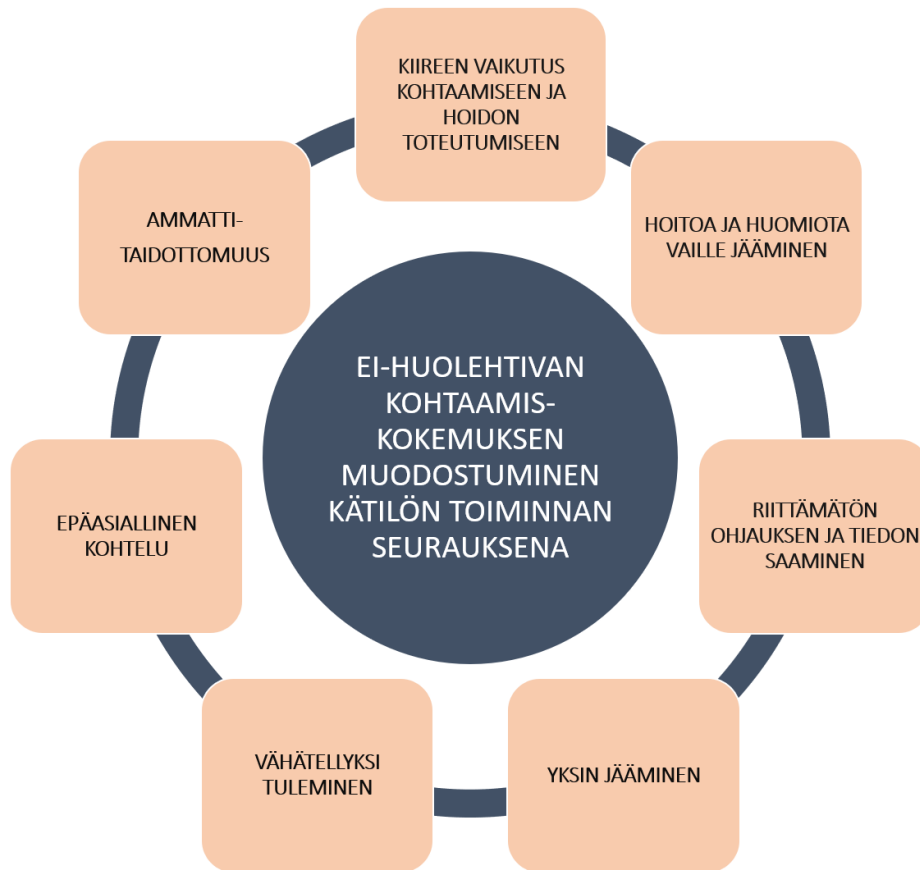 KIIREEN VAIKUTUS
KOHTAAMISEEN JA
HOIDON
TOTEUTUMISEEN
HOITOA JA HUOMIOTA
VAILLE JÄÄMINEN
RIITTÄMÄTÖN
OHJAUKSEN JA TIEDON
SAAMINEN
YKSIN JÄÄMINEN
VÄHÄTELLYKSI
TULEMINEN
EPÄASIALLINEN
KOHTELU
AMMATTI-
TAIDOTTOMUUS
EI-HUOLEHTIVAN
KOHTAAMIS-
KOKEMUKSEN
MUODOSTUMINEN
KÄTILÖN TOIMINNAN
SEURAUKSENA